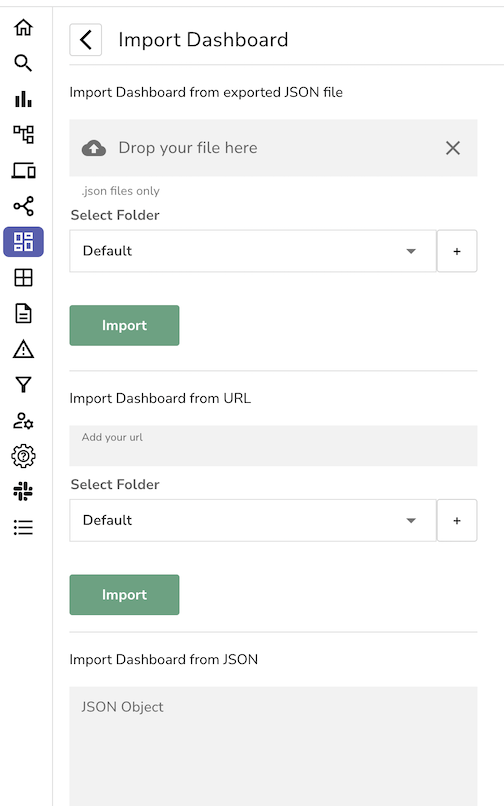 Import Dashboard
Import Dashboard from exported JSON file
Drop your file here
.json files only
Select Folder
Default
+
Import
Import Dashboard from URL
Add your url
Select Folder
Default
+
Import
Import Dashboard from JSON
JSON Object